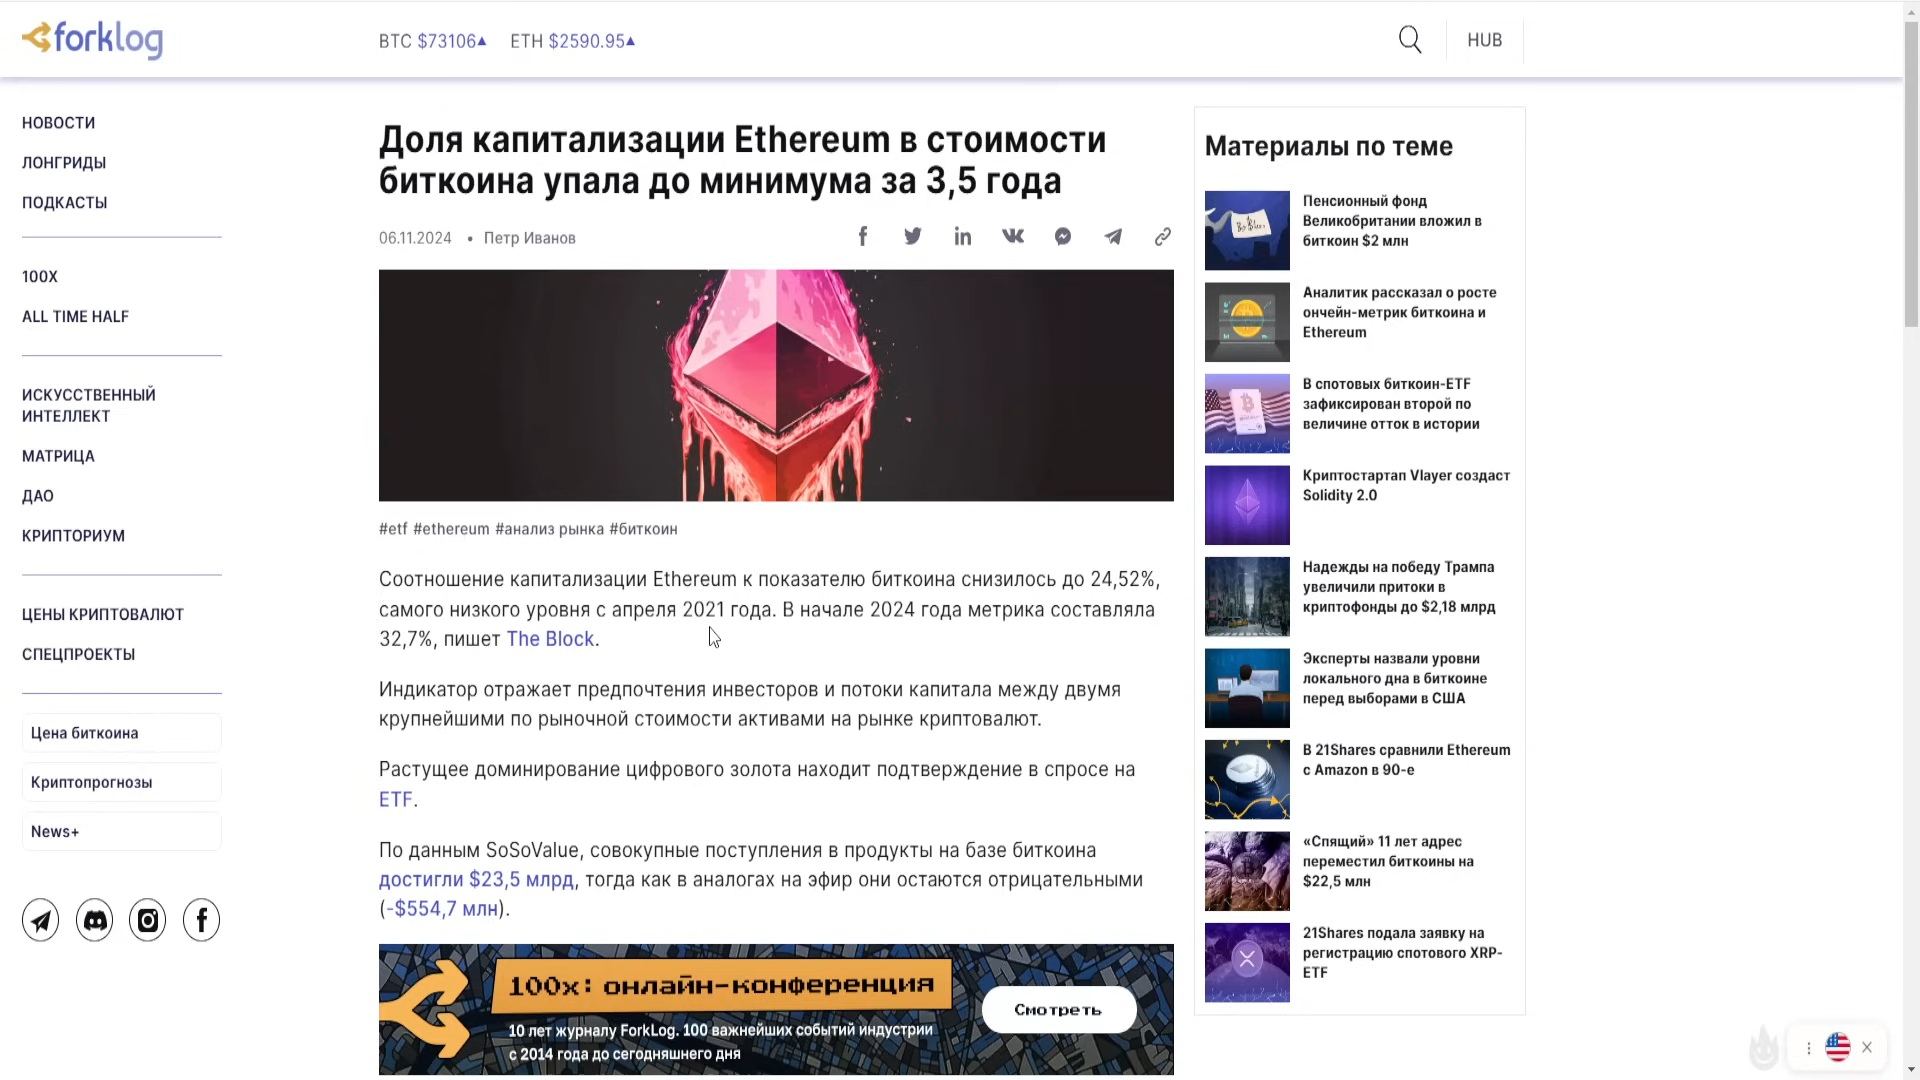 forklog
BTC $73106▲ ETH $2590.95▲
HUB
НОВОСТИ
ЛОНГРИДЫ
ПОДКАСТЫ
100X
ALL TIME HALF
ИСКУССТВЕННЫЙ
ИНТЕЛЛЕКТ
МАТРИЦА
ДАО
КРИПТОРИУМ
ЦЕНЫ КРИПТОВАЛЮТ
СПЕЦПРОЕКТЫ
Цена биткоина
Криптопрогнозы
News+
Доля капитализации Ethereum в стоимости
биткоина упала до минимума за 3,5 года
06.11.2024 • Петр Иванов
#etf #ethereum #анализ рынка #биткоин
Соотношение капитализации Ethereum к показателю биткоина снизилось до 24,52%,
самого низкого уровня с апреля 2021 года. В начале 2024 года метрика составляла
32,7%, пишет The Block.
Индикатор отражает предпочтения инвесторов и потоки капитала между двумя
крупнейшими по рыночной стоимости активами на рынке криптовалют.
Растущее доминирование цифрового золота находит подтверждение в спросе на
ETF.
По данным SoSoValue, совокупные поступления в продукты на базе биткоина
достигли $23,5 млрд, тогда как в аналогах на эфир они остаются отрицательными
(-$554,7 млн).
100x: онлайн-конференция
10 лет журналу ForkLog. 100 важнейших событий индустрии
с 2014 года до сегодняшнего дня
Смотреть
Материалы по теме
Пенсионный фонд
Великобритании вложил в
биткоин $2 млн
Аналитик рассказал о росте
ончейн-метрик биткоина и
Ethereum
В спотовых биткоин-ETF
зафиксирован второй по
величине отток в истории
Криптостартап Vlayer создаст
Solidity 2.0
Надежды на победу Трампа
увеличили притоки в
криптофонды до $2,18 млрд
Эксперты назвали уровни
локального дна в биткоине
перед выборами в США
В 21Shares сравнили Ethereum
с Amazon в 90-е
«Спящий» 11 лет адрес
переместил биткоины на
$22,5 млн
21Shares подала заявку на
регистрацию спотового XRP-
ETF